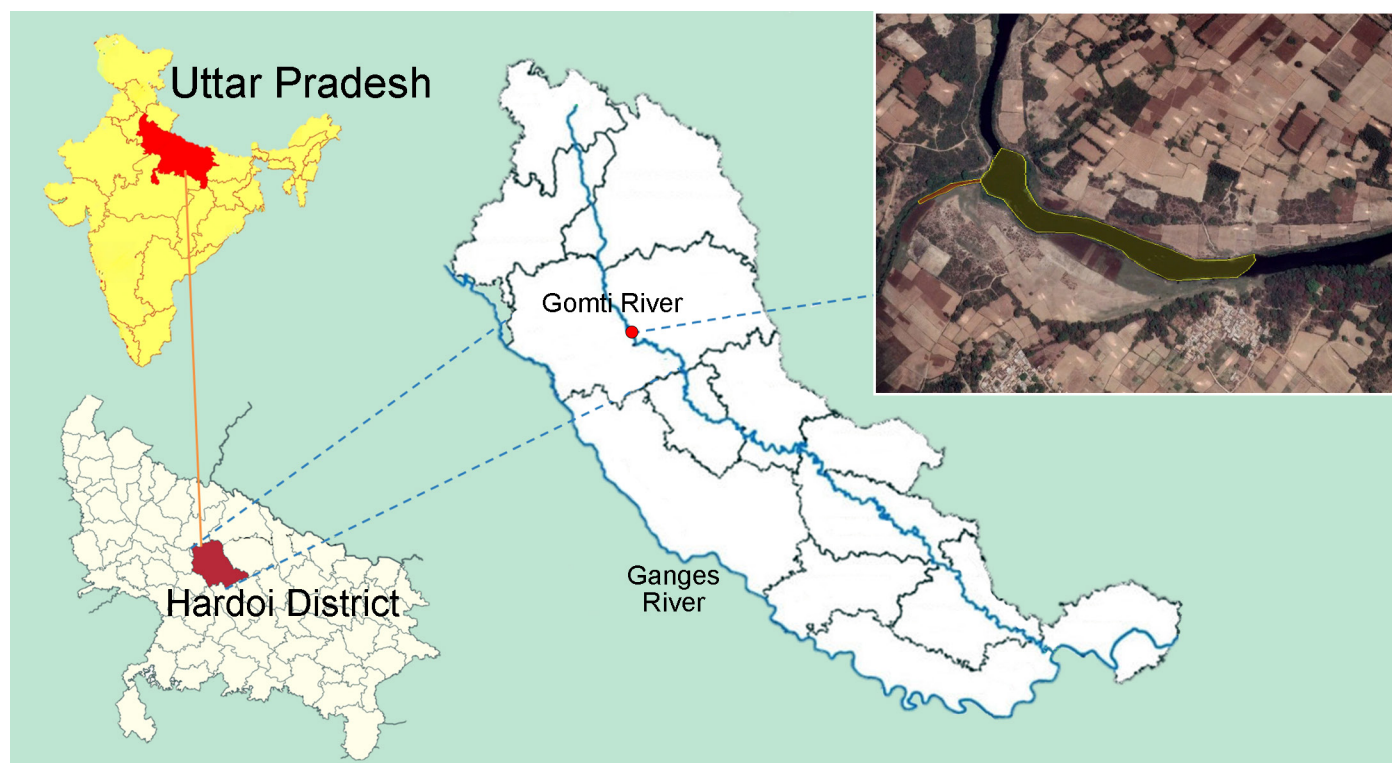 Uttar Pradesh
Gomti River
Hardoi District
Ganges
River